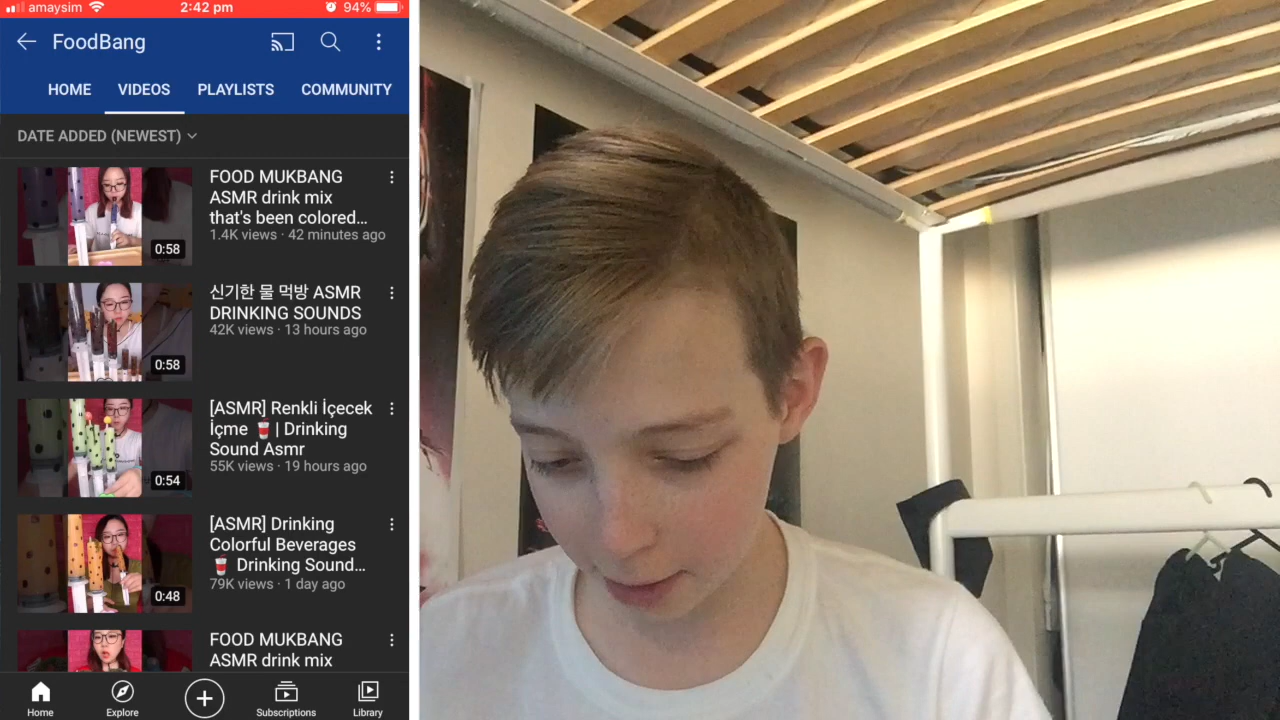 amaysim
2:42 pm
94%
FoodBang
HOME
VIDEOS
PLAYLISTS
COMMUNITY
DATE ADDED (NEWEST)
0:58
FOOD MUKBANG
ASMR drink mix
that's been colored…
1.4K views · 42 minutes ago
0:58
신기한 물 먹방 ASMR
DRINKING SOUNDS
42K views · 13 hours ago
0:54
[ASMR] Renkli İçecek
İçme 🥤| Drinking
Sound Asmr
55K views · 19 hours ago
0:48
[ASMR] Drinking
Colorful Beverages
🥤 Drinking Sound…
79K views · 1 day ago
FOOD MUKBANG
ASMR drink mix
Home
Explore
Subscriptions
Library